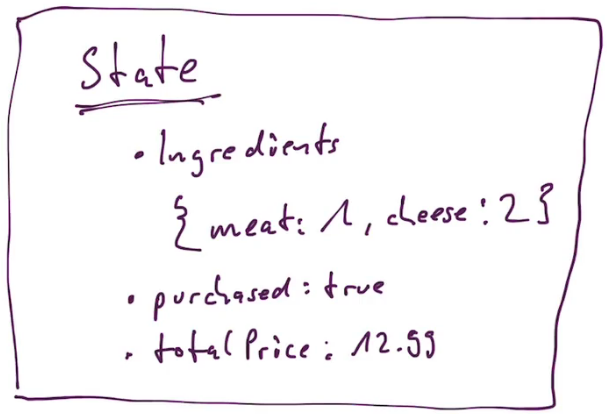 State
• Ingredients
{ meat: 1, cheese: 2 }
• purchased: true
• totalPrice: 12.99